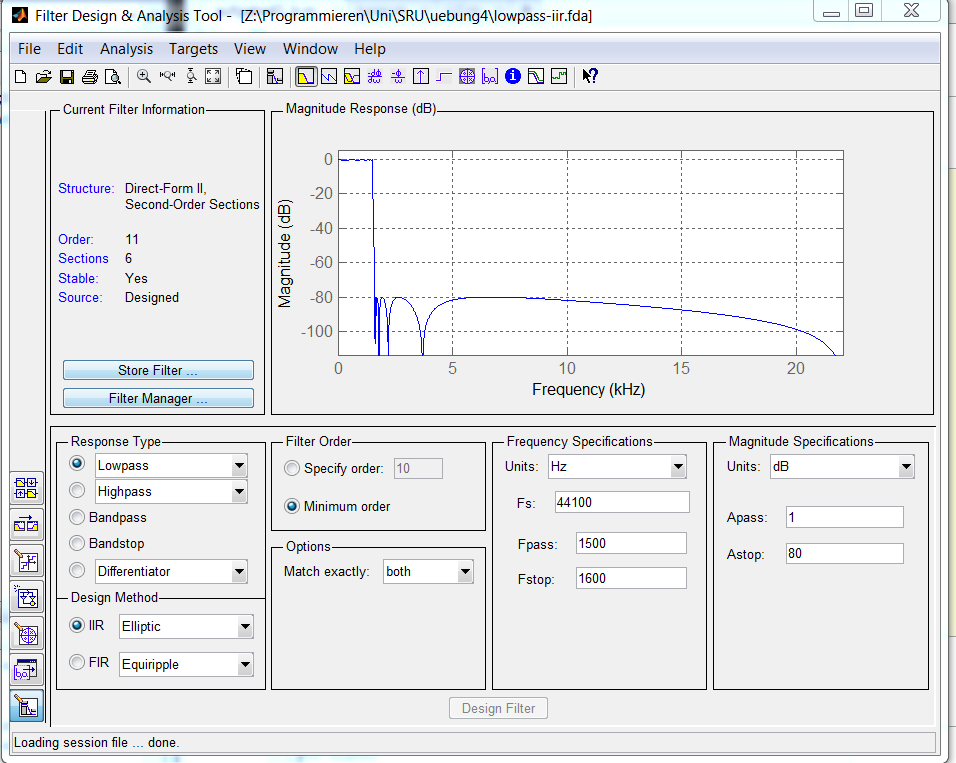 Filter Design & Analysis Tool -  [Z:\Programmieren\Uni\SRU\uebung4\lowpass-iir.fda]
File Edit Analysis Targets View Window Help
Current Filter Information
Structure: Direct-Form II,
Second-Order Sections
Order: 11
Sections 6
Stable: Yes
Source: Designed
Store Filter ...
Filter Manager ...
Magnitude Response (dB)
Magnitude (dB)
0
-20
-40
-60
-80
-100
0 5 10 15 20
Frequency (kHz)
Response Type
Lowpass
Highpass
Bandpass
Bandstop
Differentiator
Design Method
IIR Elliptic
FIR Equiripple
Filter Order
Specify order: 10
Minimum order
Options
Match exactly: both
Frequency Specifications
Units: Hz
Fs: 44100
Fpass: 1500
Fstop: 1600
Magnitude Specifications
Units: dB
Apass: 1
Astop: 80
Design Filter
Loading session file ... done.